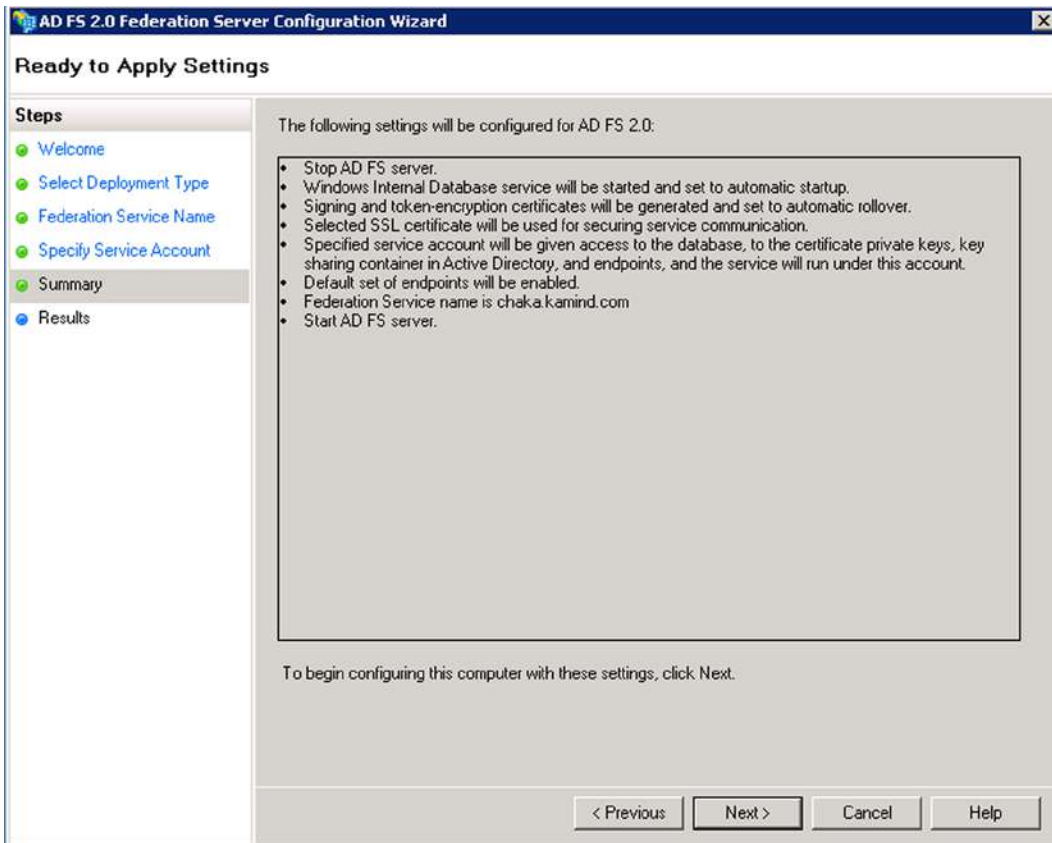 AD FS 2.0 Federation Server Configuration Wizard
Ready to Apply Settings
Steps
Welcome
Select Deployment Type
Federation Service Name
Specify Service Account
Summary
Results
The following settings will be configured for AD FS 2.0:
• Stop AD FS server.
• Windows Internal Database service will be started and set to automatic startup.
• Signing and token-encryption certificates will be generated and set to automatic rollover.
• Selected SSL certificate will be used for securing service communication.
• Specified service account will be given access to the database, to the certificate private keys, key
sharing container in Active Directory, and endpoints, and the service will run under this account.
• Default set of endpoints will be enabled.
• Federation Service name is chaka.kamind.com
• Start AD FS server.
To begin configuring this computer with these settings, click Next.
< Previous
Next >
Cancel
Help